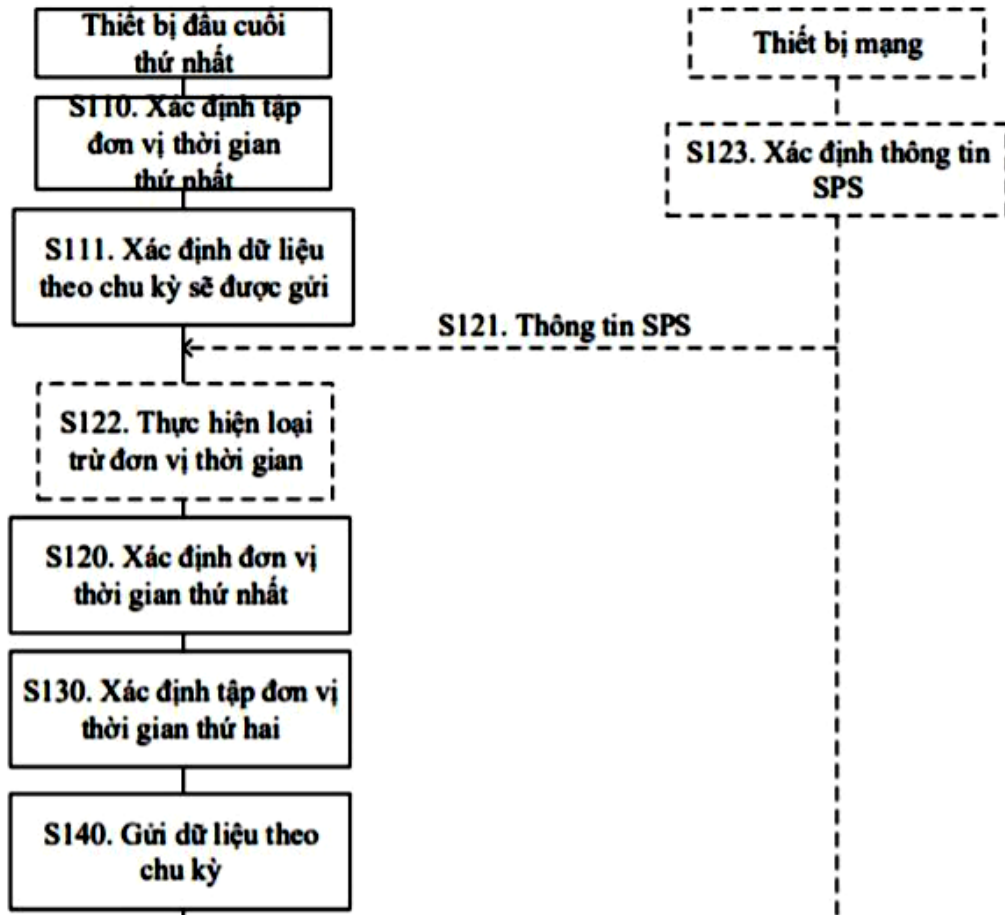 Thiết bị đầu cuối
thứ nhất
Thiết bị mạng
S110. Xác định tập
đơn vị thời gian
thứ nhất
S123. Xác định thông tin
SPS
S111. Xác định dữ liệu
theo chu kỳ sẽ được gửi
S121. Thông tin SPS
S122. Thực hiện loại
trừ đơn vị thời gian
S120. Xác định đơn vị
thời gian thứ nhất
S130. Xác định tập đơn vị
thời gian thứ hai
S140. Gửi dữ liệu theo
chu kỳ